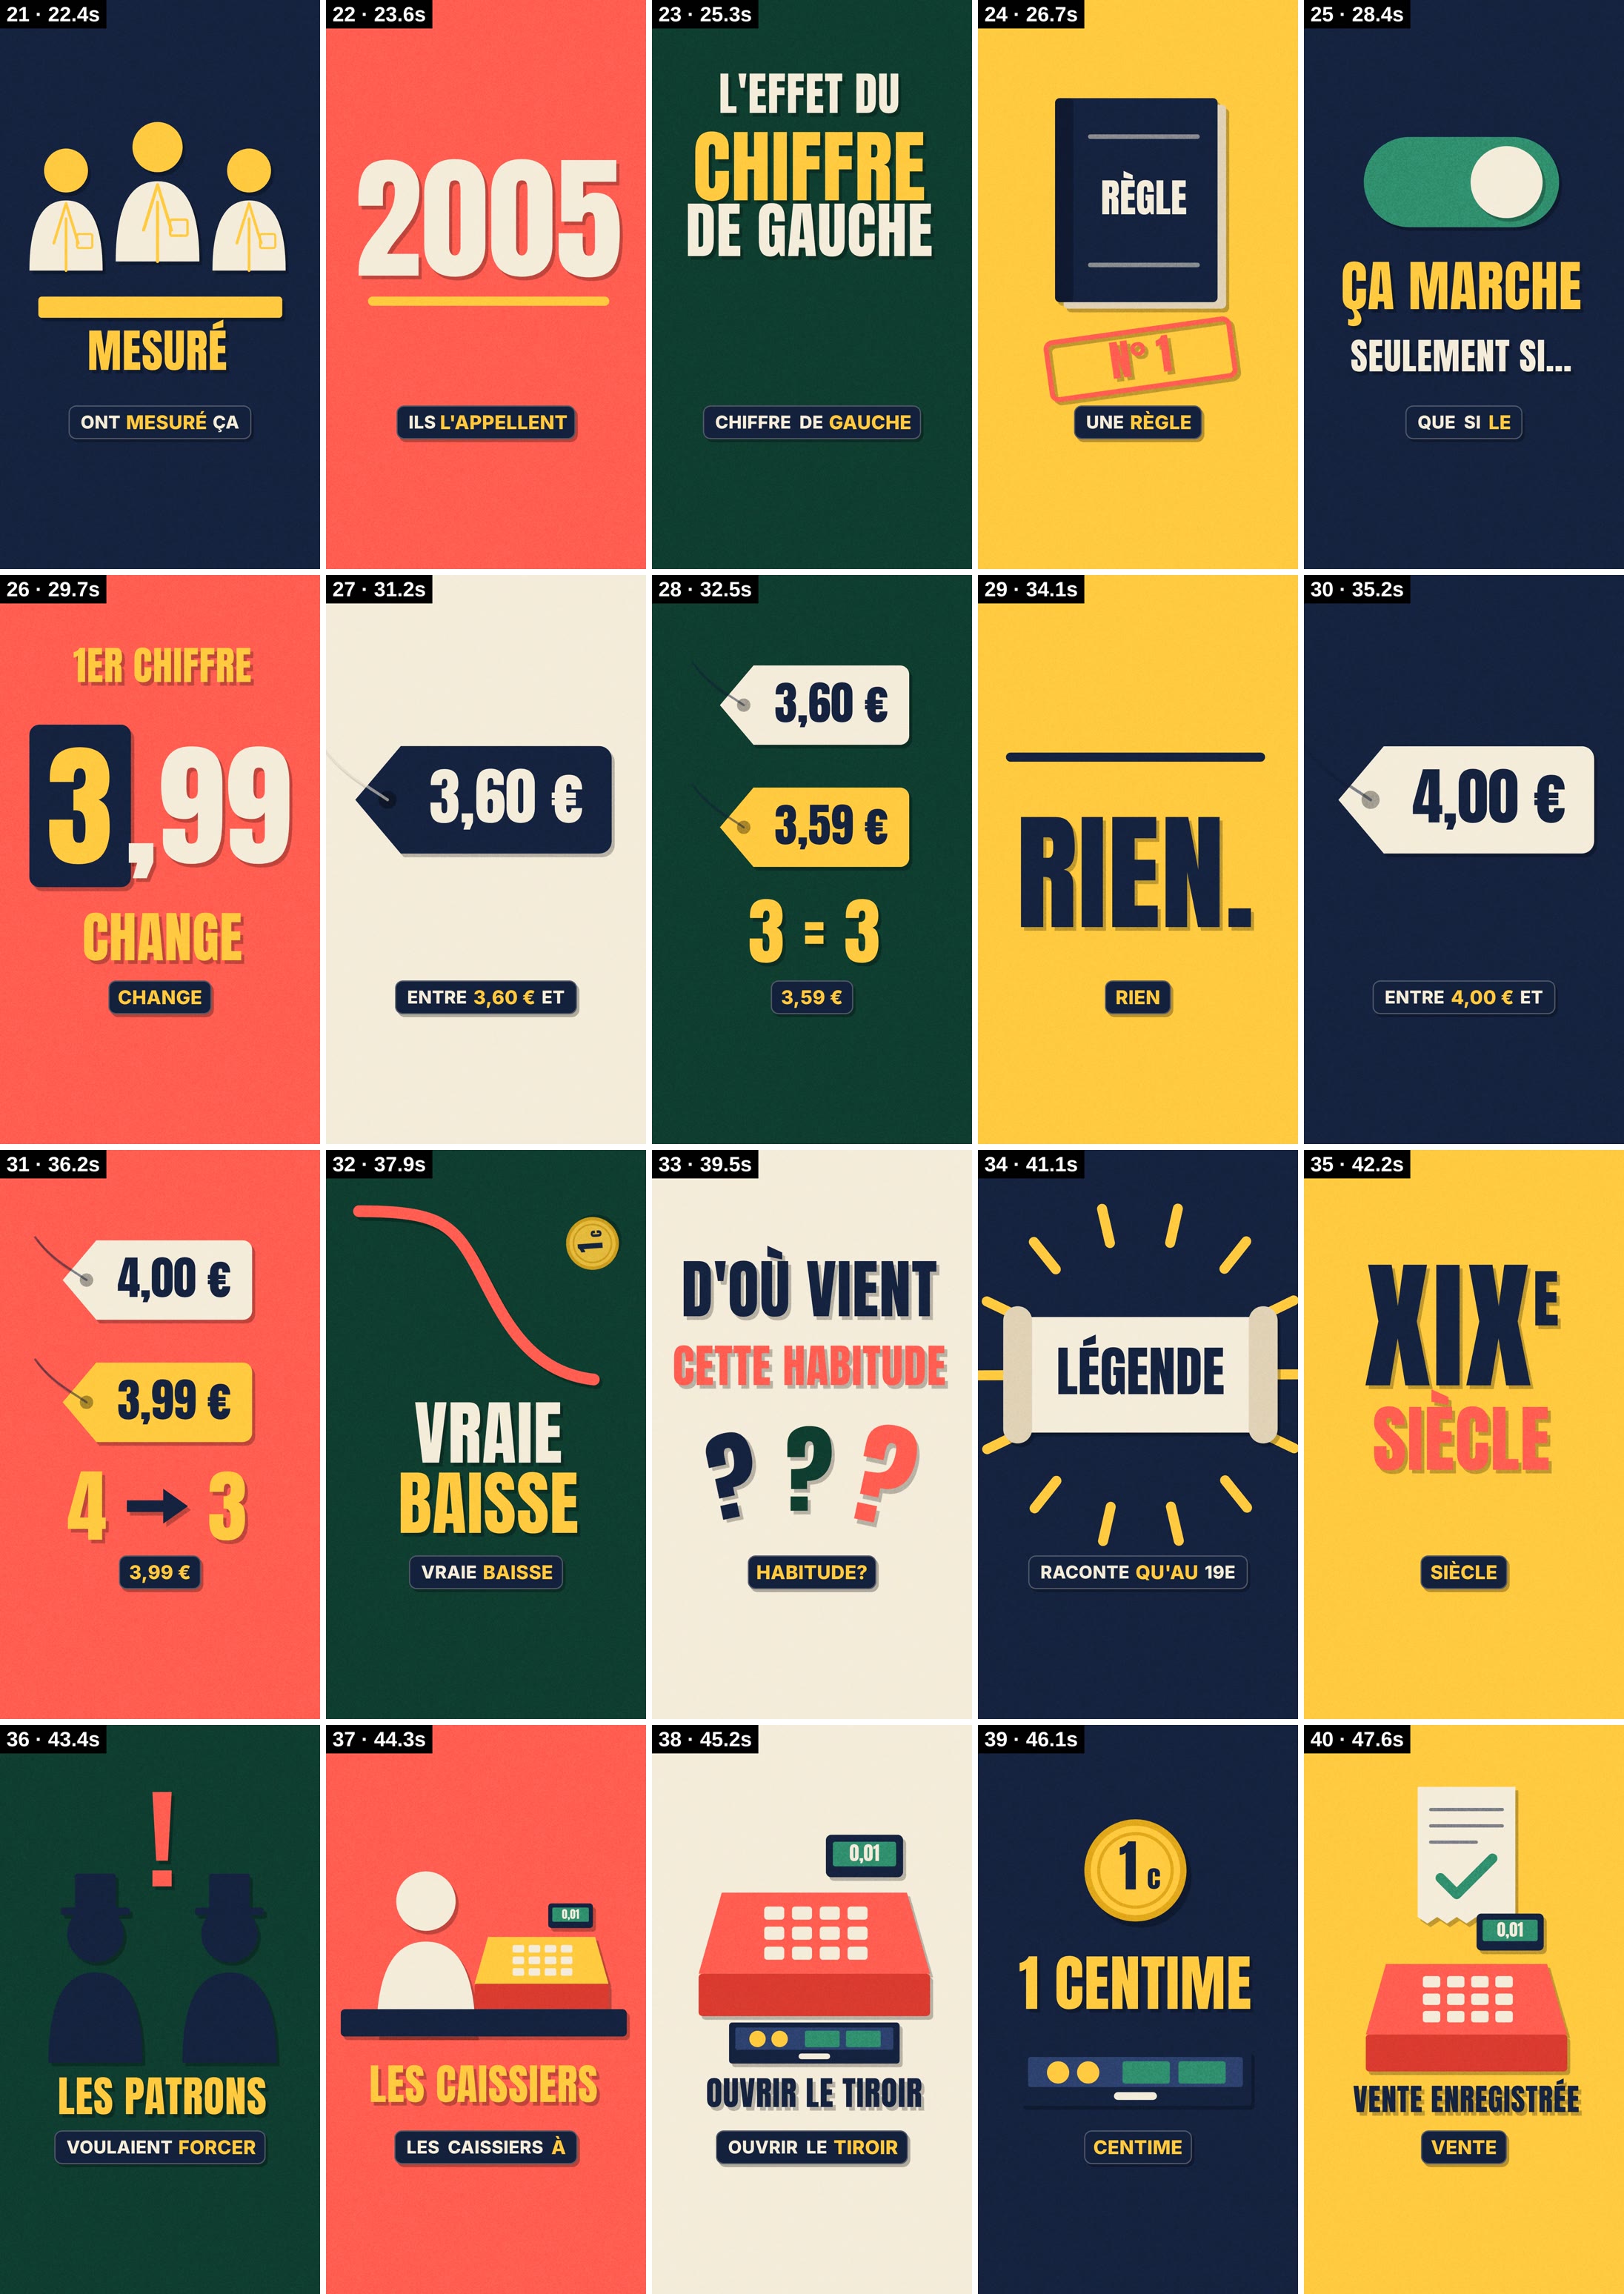 21 · 22.4s
MESURÉ
ONT MESURÉ ÇA
22 · 23.6s
2005
ILS L'APPELLENT
23 · 25.3s
L'EFFET DU
CHIFFRE
DE GAUCHE
CHIFFRE DE GAUCHE
24 · 26.7s
RÈGLE
N° 1
UNE RÈGLE
25 · 28.4s
ÇA MARCHE
SEULEMENT SI...
QUE SI LE
26 · 29.7s
1ER CHIFFRE
3,99
CHANGE
CHANGE
27 · 31.2s
3,60 €
ENTRE 3,60 € ET
28 · 32.5s
3,60 €
3,59 €
3 = 3
3,59 €
29 · 34.1s
RIEN.
RIEN
30 · 35.2s
4,00 €
ENTRE 4,00 € ET
31 · 36.2s
4,00 €
3,99 €
4 → 3
3,99 €
32 · 37.9s
1c
VRAIE
BAISSE
VRAIE BAISSE
33 · 39.5s
D'OÙ VIENT
CETTE HABITUDE
? ? ?
HABITUDE?
34 · 41.1s
LÉGENDE
RACONTE QU'AU 19E
35 · 42.2s
XIXE
SIÈCLE
SIÈCLE
36 · 43.4s
!
LES PATRONS
VOULAIENT FORCER
37 · 44.3s
0,01
LES CAISSIERS
LES CAISSIERS À
38 · 45.2s
0,01
OUVRIR LE TIROIR
OUVRIR LE TIROIR
39 · 46.1s
1c
1 CENTIME
CENTIME
40 · 47.6s
0,01
VENTE ENREGISTRÉE
VENTE